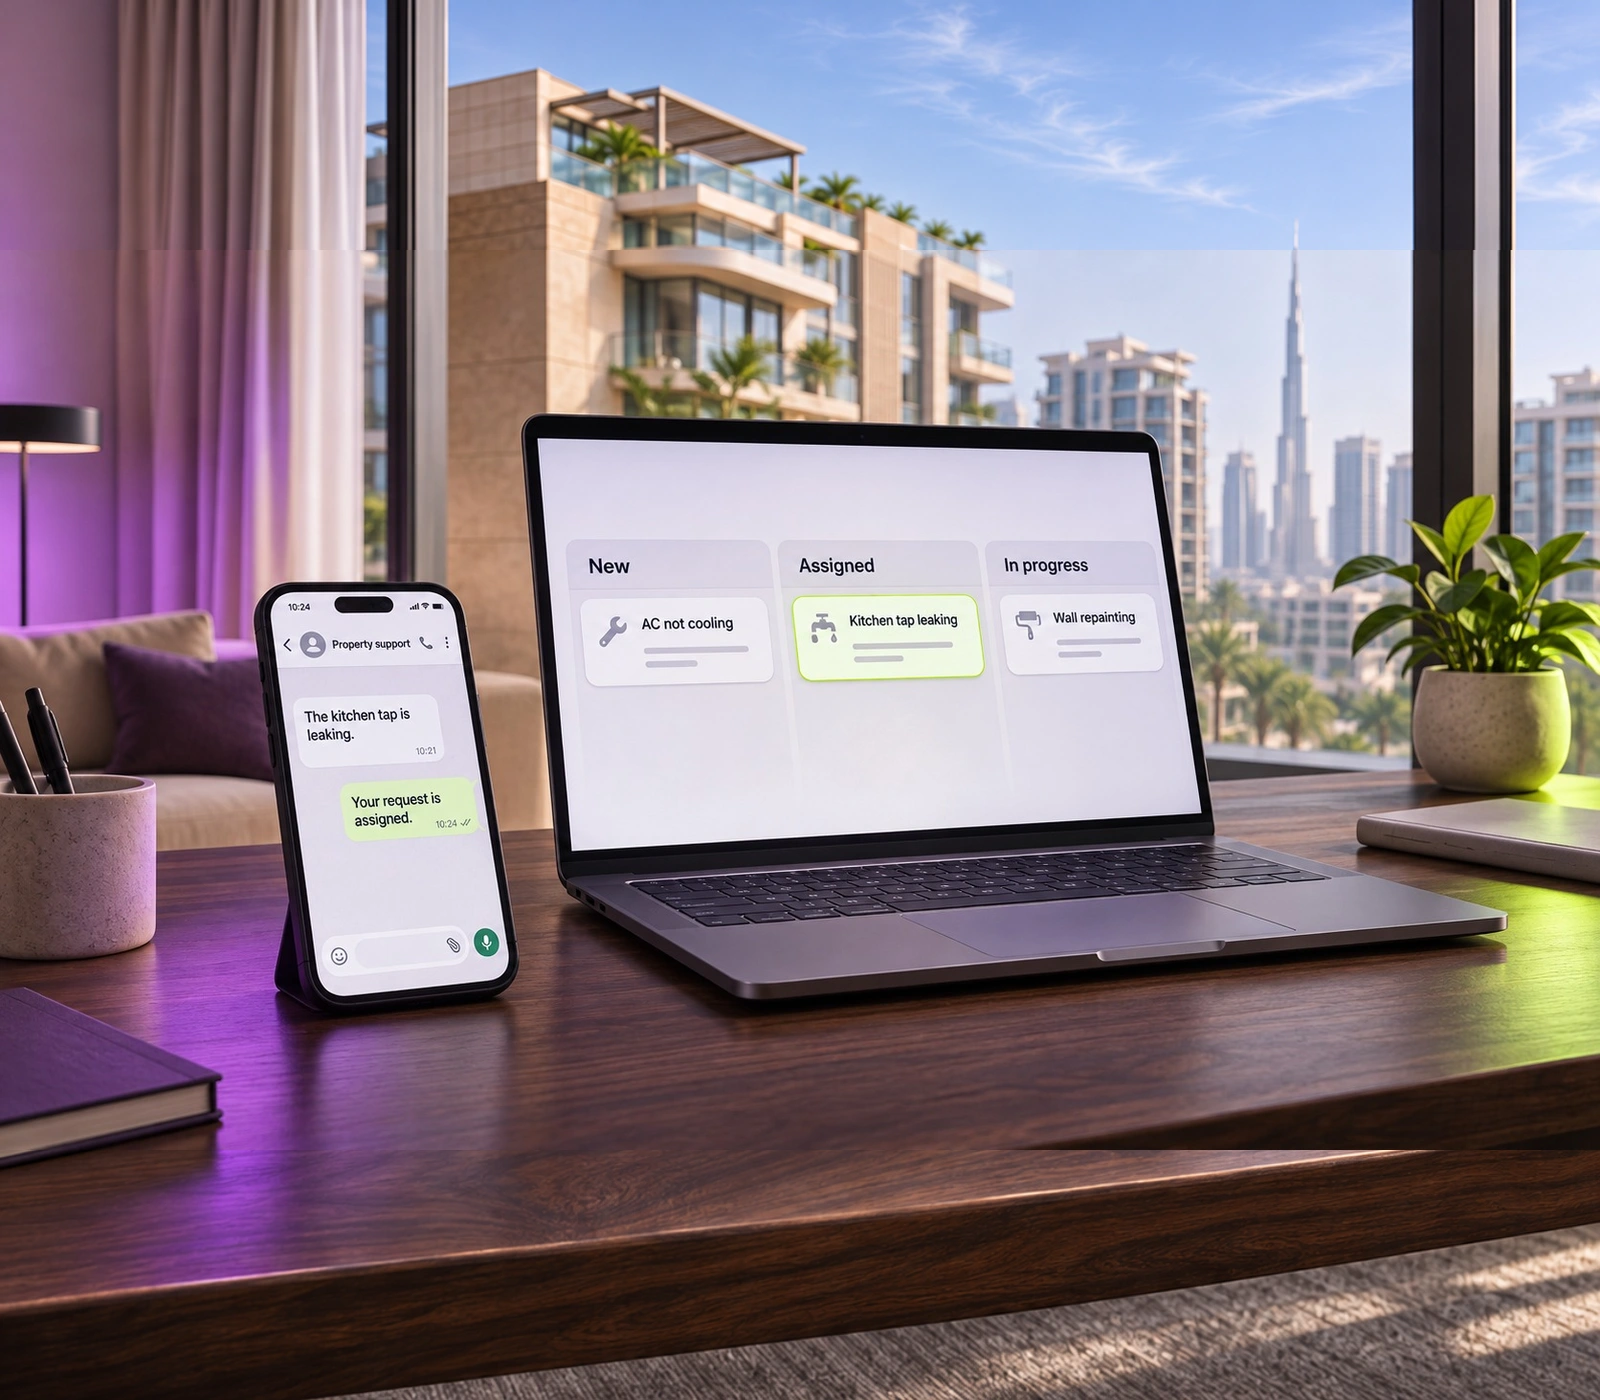 10:24
Property support
The kitchen tap is
leaking.
10:21
Your request is
assigned.
10:24
New
AC not cooling
Assigned
Kitchen tap leaking
In progress
Wall repainting